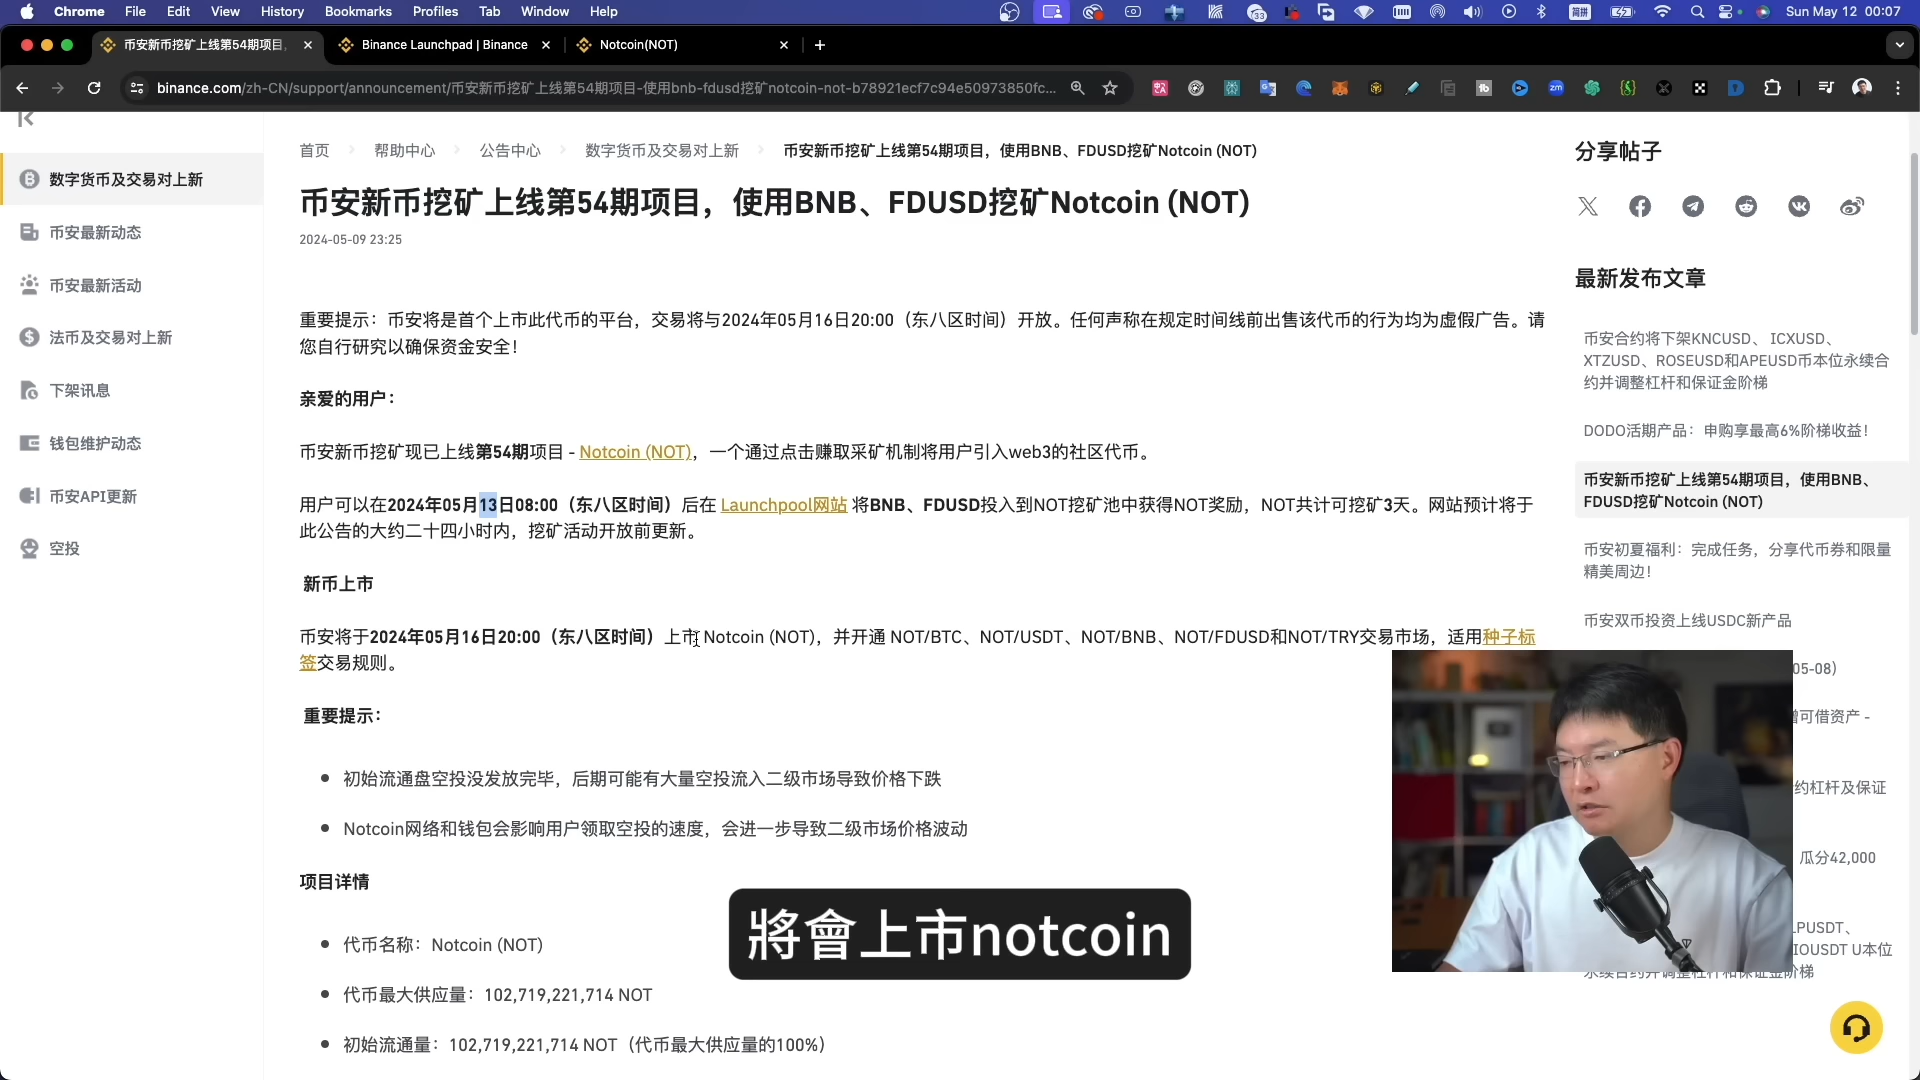 Chrome File Edit View History Bookmarks Profiles Tab Window Help
33
Sun May 12 00:07
币安新币挖矿上线第54期项目,
Binance Launchpad | Binance
Notcoin(NOT)
binance.com/zh-CN/support/announcement/币安新币挖矿上线第54期项目-使用bnb-fdusd挖矿notcoin-not-b78921ecf7c94e50973850fc...
数字货币及交易对上新
币安最新动态
币安最新活动
法币及交易对上新
下架讯息
钱包维护动态
币安API更新
空投
首页 帮助中心 公告中心 数字货币及交易对上新 币安新币挖矿上线第54期项目，使用BNB、FDUSD挖矿Notcoin (NOT)
币安新币挖矿上线第54期项目，使用BNB、FDUSD挖矿Notcoin (NOT)
2024-05-09 23:25
重要提示：币安将是首个上市此代币的平台，交易将与2024年05月16日20:00（东八区时间）开放。任何声称在规定时间线前出售该代币的行为均为虚假广告。请
您自行研究以确保资金安全！
亲爱的用户：
币安新币挖矿现已上线第54期项目 - Notcoin (NOT)，一个通过点击赚取采矿机制将用户引入web3的社区代币。
用户可以在2024年05月13日08:00（东八区时间）后在 Launchpool网站 将BNB、FDUSD投入到NOT挖矿池中获得NOT奖励，NOT共计可挖矿3天。网站预计将于
此公告的大约二十四小时内，挖矿活动开放前更新。
新币上市
币安将于2024年05月16日20:00（东八区时间）上市 Notcoin (NOT)，并开通 NOT/BTC、NOT/USDT、NOT/BNB、NOT/FDUSD和NOT/TRY交易市场，适用种子标
签交易规则。
重要提示：
初始流通盘空投没发放完毕，后期可能有大量空投流入二级市场导致价格下跌
Notcoin网络和钱包会影响用户领取空投的速度，会进一步导致二级市场价格波动
项目详情
代币名称：Notcoin (NOT)
代币最大供应量：102,719,221,714 NOT
初始流通量：102,719,221,714 NOT（代币最大供应量的100%）
將會上市notcoin
分享帖子
最新发布文章
币安合约将下架KNCUSD、 ICXUSD、
XTZUSD、ROSEUSD和APEUSD币本位永续合
约并调整杠杆和保证金阶梯
DODO活期产品：申购享最高6%阶梯收益！
币安新币挖矿上线第54期项目，使用BNB、
FDUSD挖矿Notcoin (NOT)
币安初夏福利：完成任务，分享代币券和限量
精美周边！
币安双币投资上线USDC新产品
05-08)
增可借资产 -
约杠杆及保证
瓜分42,000
LPUSDT、
IOUSDT U本位
永续合约并调整杠杆和保证金阶梯